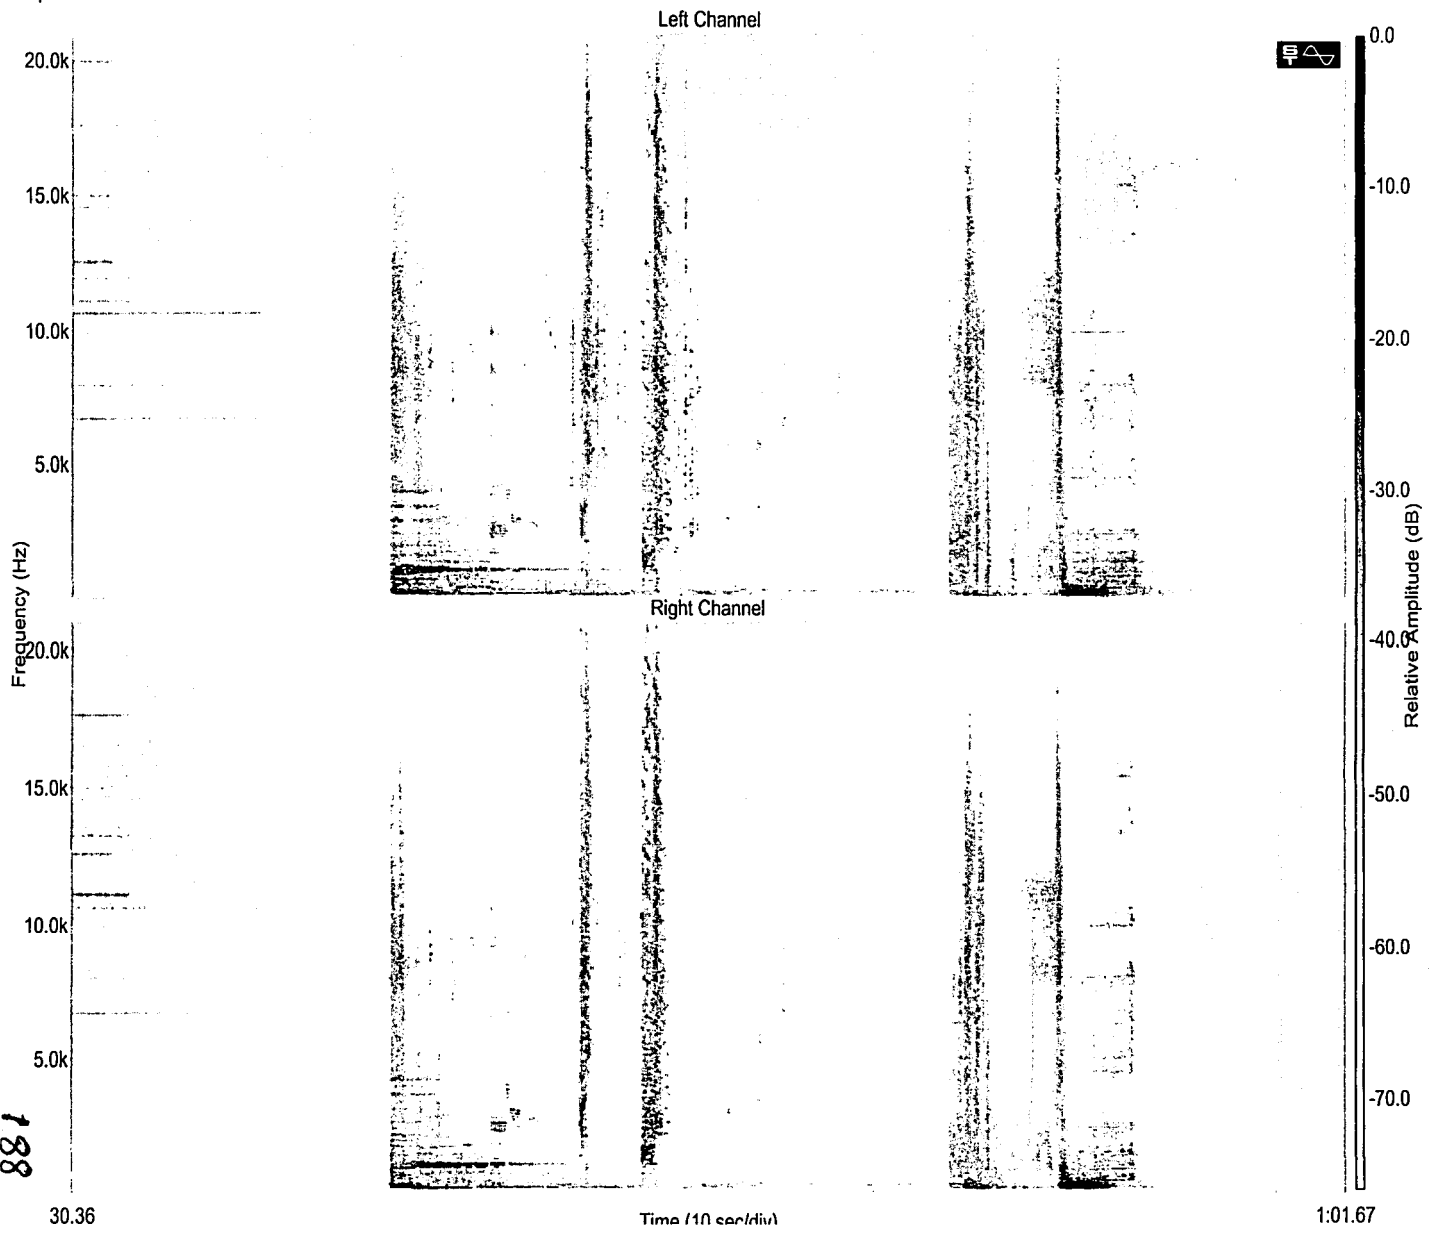 Left Channel
20.0k
15.0k
10.0k
5.0k
Right Channel
20.0k
15.0k
10.0k
5.0k
Frequency (Hz)
0.0
-10.0
-20.0
-30.0
-40.0
-50.0
-60.0
-70.0
Relative Amplitude (dB)
ST
30.36
Time (10 sec/div)
1:01.67
188